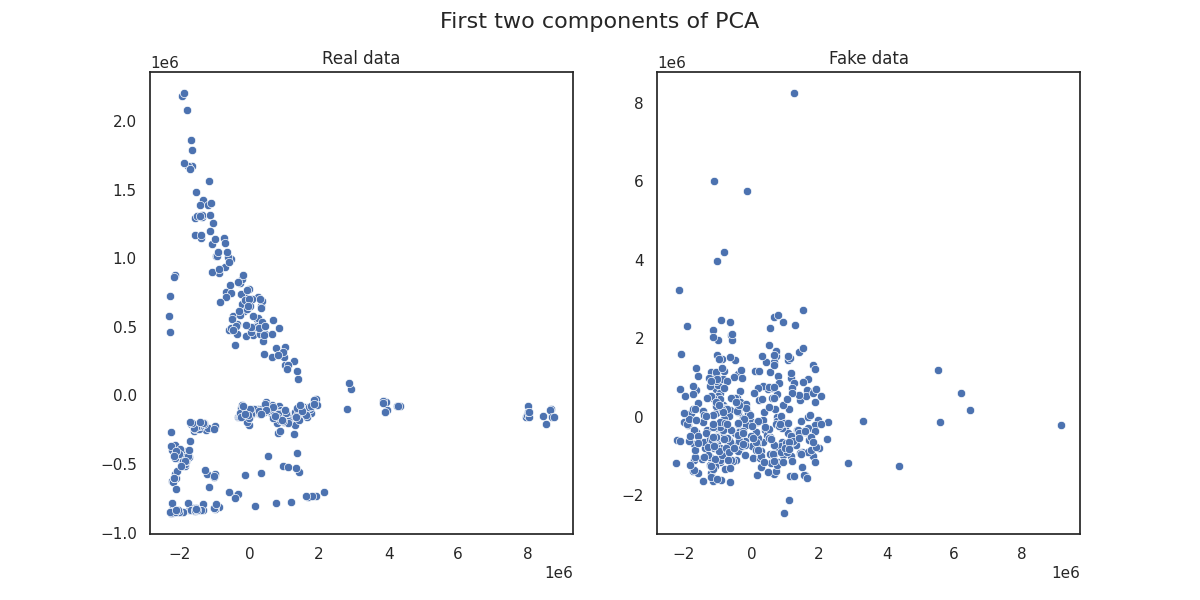 First two components of PCA
Real data
1e6
2.0
1.5
1.0
0.5
0.0
−0.5
−1.0
−2 0 2 4 6 8
1e6
Fake data
1e6
8
6
4
2
0
−2
−2 0 2 4 6 8
1e6